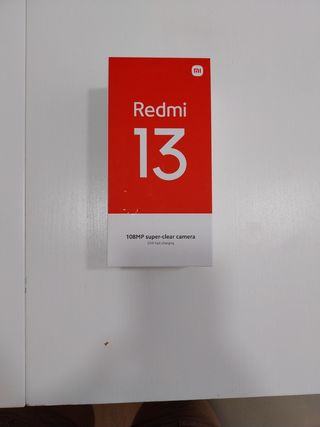 mi
Redmi
13
108MP super-clear camera
33W fast charging